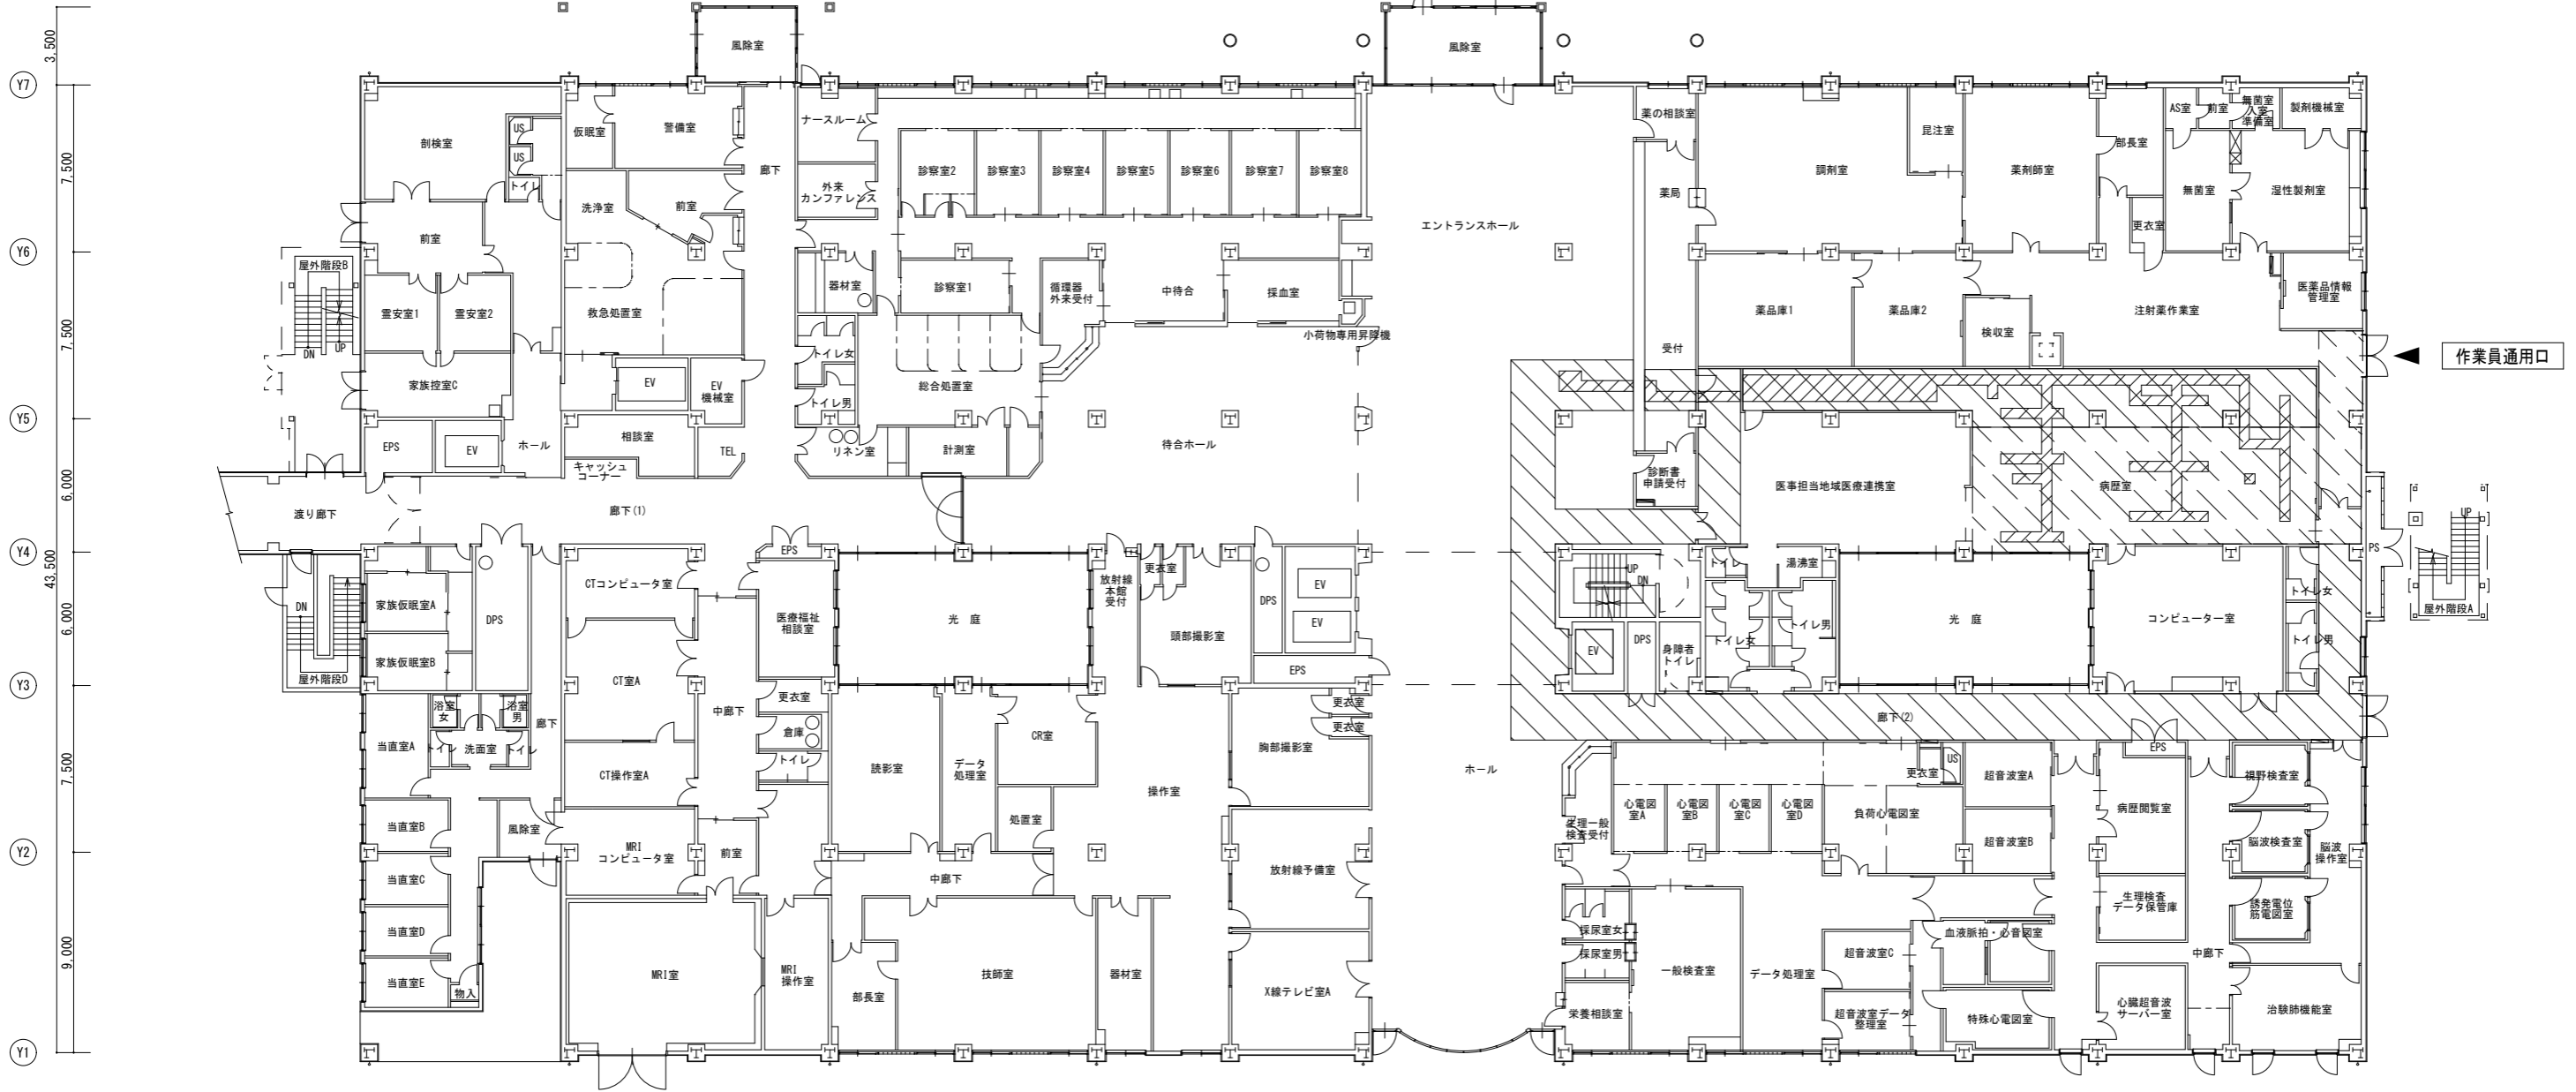 3,500
7,500
7,500
6,000
43,500
6,000
7,500
9,000
Y7
Y6
Y5
Y4
Y3
Y2
Y1
風除室
風除室
剖検室
US
US
トイレ
仮眠室
警備室
廊下
ナースルーム
外来
カンファレンス
診察室2
診察室3
診察室4
診察室5
診察室6
診察室7
診察室8
エントランスホール
薬の相談室
薬局
調剤室
昆注室
薬剤師室
部長室
AS室
前室
無菌室
入室
準備室
製剤機械室
更衣室
無菌室
湿性製剤室
前室
洗浄室
前室
屋外階段B
DN
UP
霊安室1
霊安室2
家族控室C
救急処置室
EV
EV
機械室
器材室
診察室1
循環器
外来受付
中待合
採血室
小荷物専用昇降機
トイレ女
トイレ男
総合処置室
受付
薬品庫1
薬品庫2
検収室
注射薬作業室
医薬品情報
管理室
作業員通用口
EPS
EV
ホール
相談室
キャッシュ
コーナー
TEL
リネン室
計測室
待合ホール
診断書
申請受付
医事担当地域医療連携室
病歴室
渡り廊下
廊下(1)
DN
屋外階段D
家族仮眠室A
家族仮眠室B
DPS
CTコンピュータ室
EPS
医療福祉
相談室
光 庭
放射線
本館
受付
更衣室
頭部撮影室
DPS
EV
EV
EPS
UP
DN
EV
DPS
身障者
トイレ
トイレ
トイレ女
湯沸室
トイレ男
光 庭
コンピューター室
トイレ女
トイレ男
PS
UP
屋外階段A
CT室A
中廊下
更衣室
倉庫
トイレ
CT操作室A
浴室
女
浴室
男
廊下
当直室A
トイレ
洗面室
トイレ
当直室B
当直室C
当直室D
当直室E
物入
風除室
MRI
コンピュータ室
前室
MRI室
MRI
操作室
読影室
データ
処理室
CR室
処置室
操作室
中廊下
部長室
技師室
器材室
更衣室
更衣室
胸部撮影室
放射線予備室
X線テレビ室A
ホール
廊下(2)
生理一般
検査受付
心電図
室A
心電図
室B
心電図
室C
心電図
室D
負荷心電図室
更衣室
US
超音波室A
超音波室B
EPS
病歴閲覧室
視野検査室
脳波検査室
脳波
操作室
生理検査
データ保管庫
誘発電位
筋電図室
採尿室女
採尿室男
栄養相談室
一般検査室
データ処理室
超音波室C
超音波室データ
整理室
血液脈拍・心音図室
特殊心電図室
心臓超音波
サーバー室
中廊下
治験肺機能室